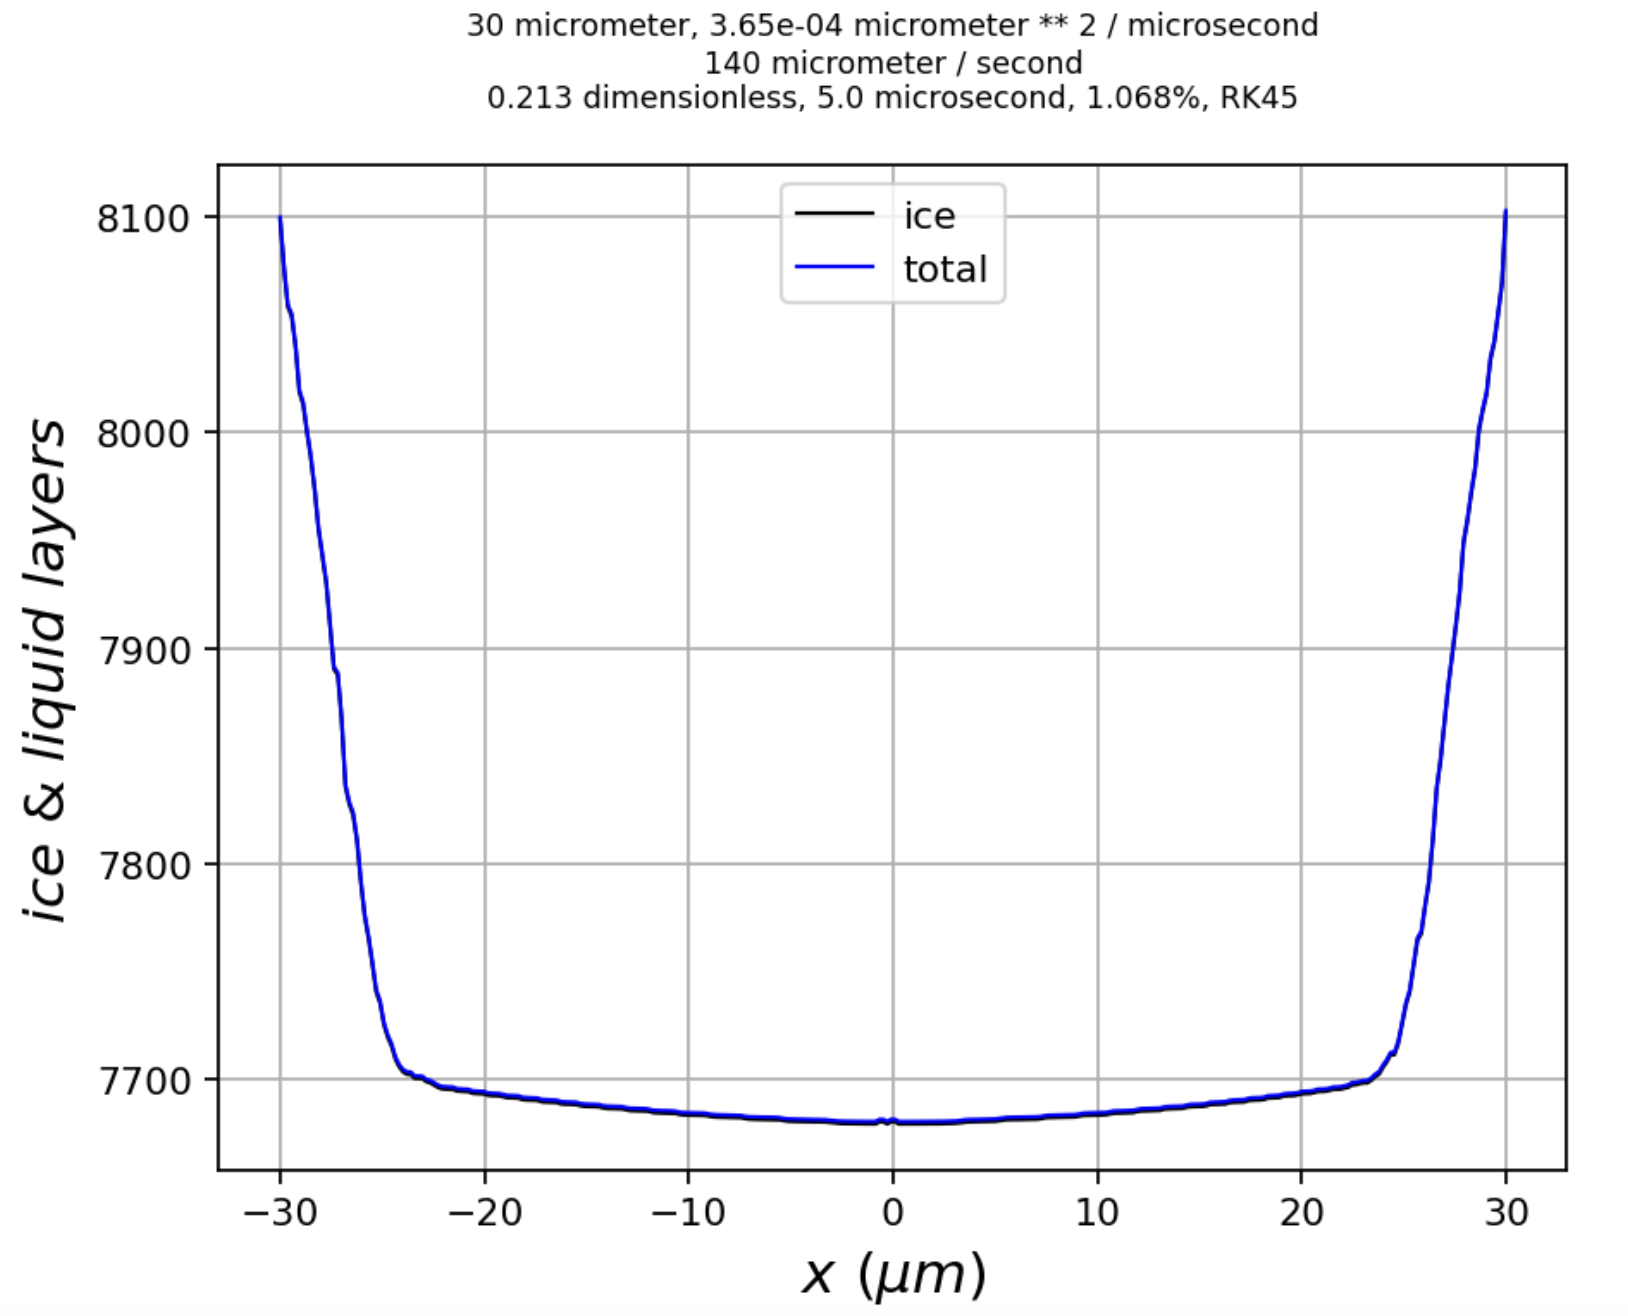 30 micrometer, 3.65e-04 micrometer ** 2 / microsecond
140 micrometer / second
0.213 dimensionless, 5.0 microsecond, 1.068%, RK45
ice
total
8100
8000
7900
7800
7700
ice & liquid layers
−30
−20
−10
0
10
20
30
x (μm)